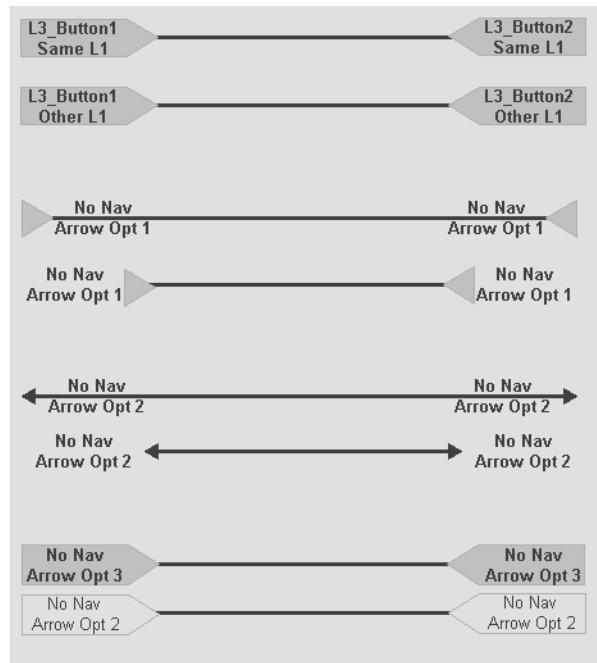 L3_Button1
Same L1
L3_Button2
Same L1
L3_Button1
Other L1
L3_Button2
Other L1
No Nav
Arrow Opt 1
No Nav
Arrow Opt 1
No Nav
Arrow Opt 1
No Nav
Arrow Opt 1
No Nav
Arrow Opt 2
No Nav
Arrow Opt 2
No Nav
Arrow Opt 2
No Nav
Arrow Opt 2
No Nav
Arrow Opt 3
No Nav
Arrow Opt 3
No Nav
Arrow Opt 2
No Nav
Arrow Opt 2